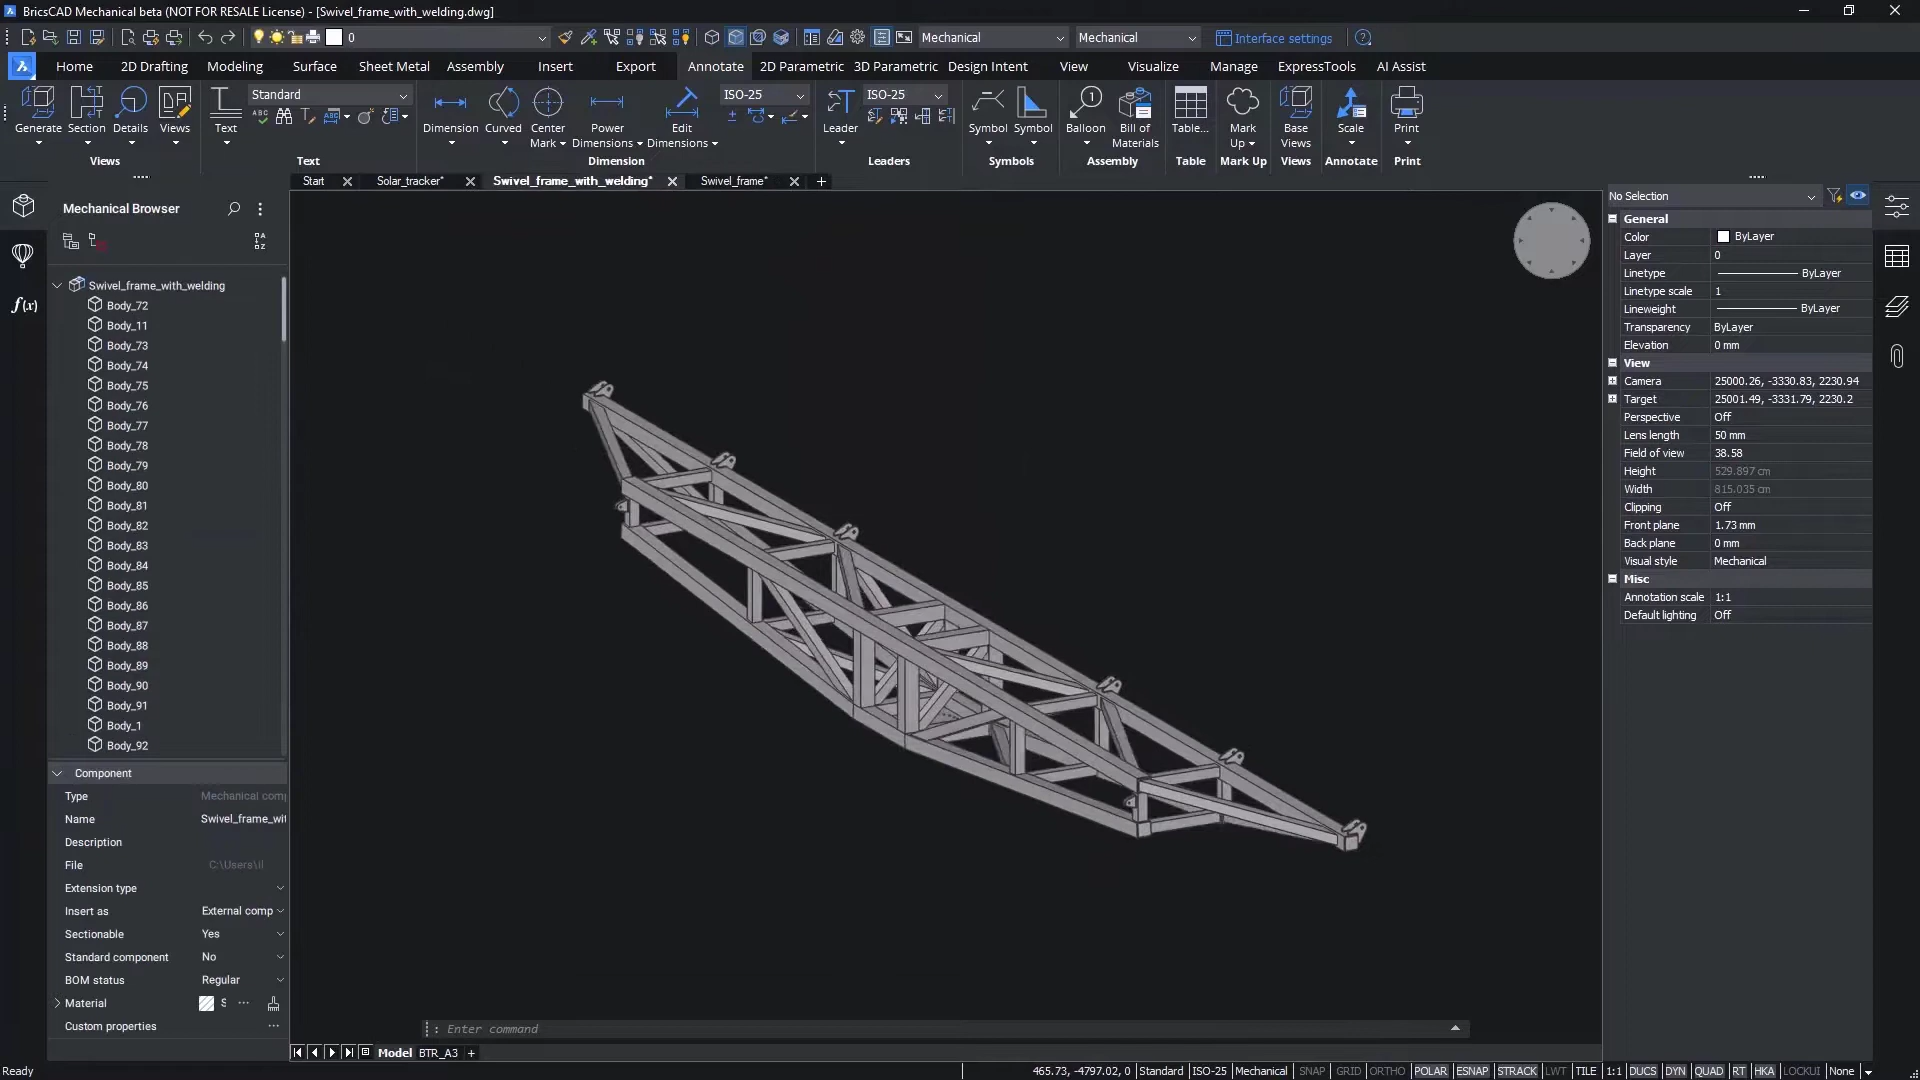 BricsCAD Mechanical beta (NOT FOR RESALE License) - [Swivel_frame_with_welding.dwg]
0
Mechanical
Mechanical
Interface settings
Home
2D Drafting
Modeling
Surface
Sheet Metal
Assembly
Insert
Export
Annotate
2D Parametric
3D Parametric
Design Intent
View
Visualize
Manage
ExpressTools
AI Assist
Generate
Section
Details
Views
Views
Text
Standard
ABC
Text
Dimension
Curved
Center
Mark
Power
Dimensions
Edit
Dimensions
ISO-25
Dimension
Leader
ISO-25
Leaders
Symbol
Symbol
Symbols
Balloon
Bill of
Materials
Assembly
Table...
Table
Mark
Up
Mark Up
Base
Views
Views
Scale
Annotate
Print
Print
Start
Solar_tracker*
Swivel_frame_with_welding*
Swivel_frame*
Mechanical Browser
f(x)
Swivel_frame_with_welding
Body_72
Body_11
Body_73
Body_74
Body_75
Body_76
Body_77
Body_78
Body_79
Body_80
Body_81
Body_82
Body_83
Body_84
Body_85
Body_86
Body_87
Body_88
Body_89
Body_90
Body_91
Body_1
Body_92
Component
Type Mechanical comp
Name Swivel_frame_wit
Description
File C:\Users\Il
Extension type
Insert as External comp
Sectionable Yes
Standard component No
BOM status Regular
Material S ...
Custom properties ...
No Selection
General
Color ByLayer
Layer 0
Linetype ByLayer
Linetype scale 1
Lineweight ByLayer
Transparency ByLayer
Elevation 0 mm
View
Camera 25000.26, -3330.83, 2230.94
Target 25001.49, -3331.79, 2230.2
Perspective Off
Lens length 50 mm
Field of view 38.58
Height 529.897 cm
Width 815.035 cm
Clipping Off
Front plane 1.73 mm
Back plane 0 mm
Visual style Mechanical
Misc
Annotation scale 1:1
Default lighting Off
: Enter command
Model BTR_A3 +
Ready
465.73, -4797.02, 0 Standard ISO-25 Mechanical SNAP GRID ORTHO POLAR ESNAP STRACK LWT TILE 1:1 DUCS DYN QUAD RT HKA LOCKUI None